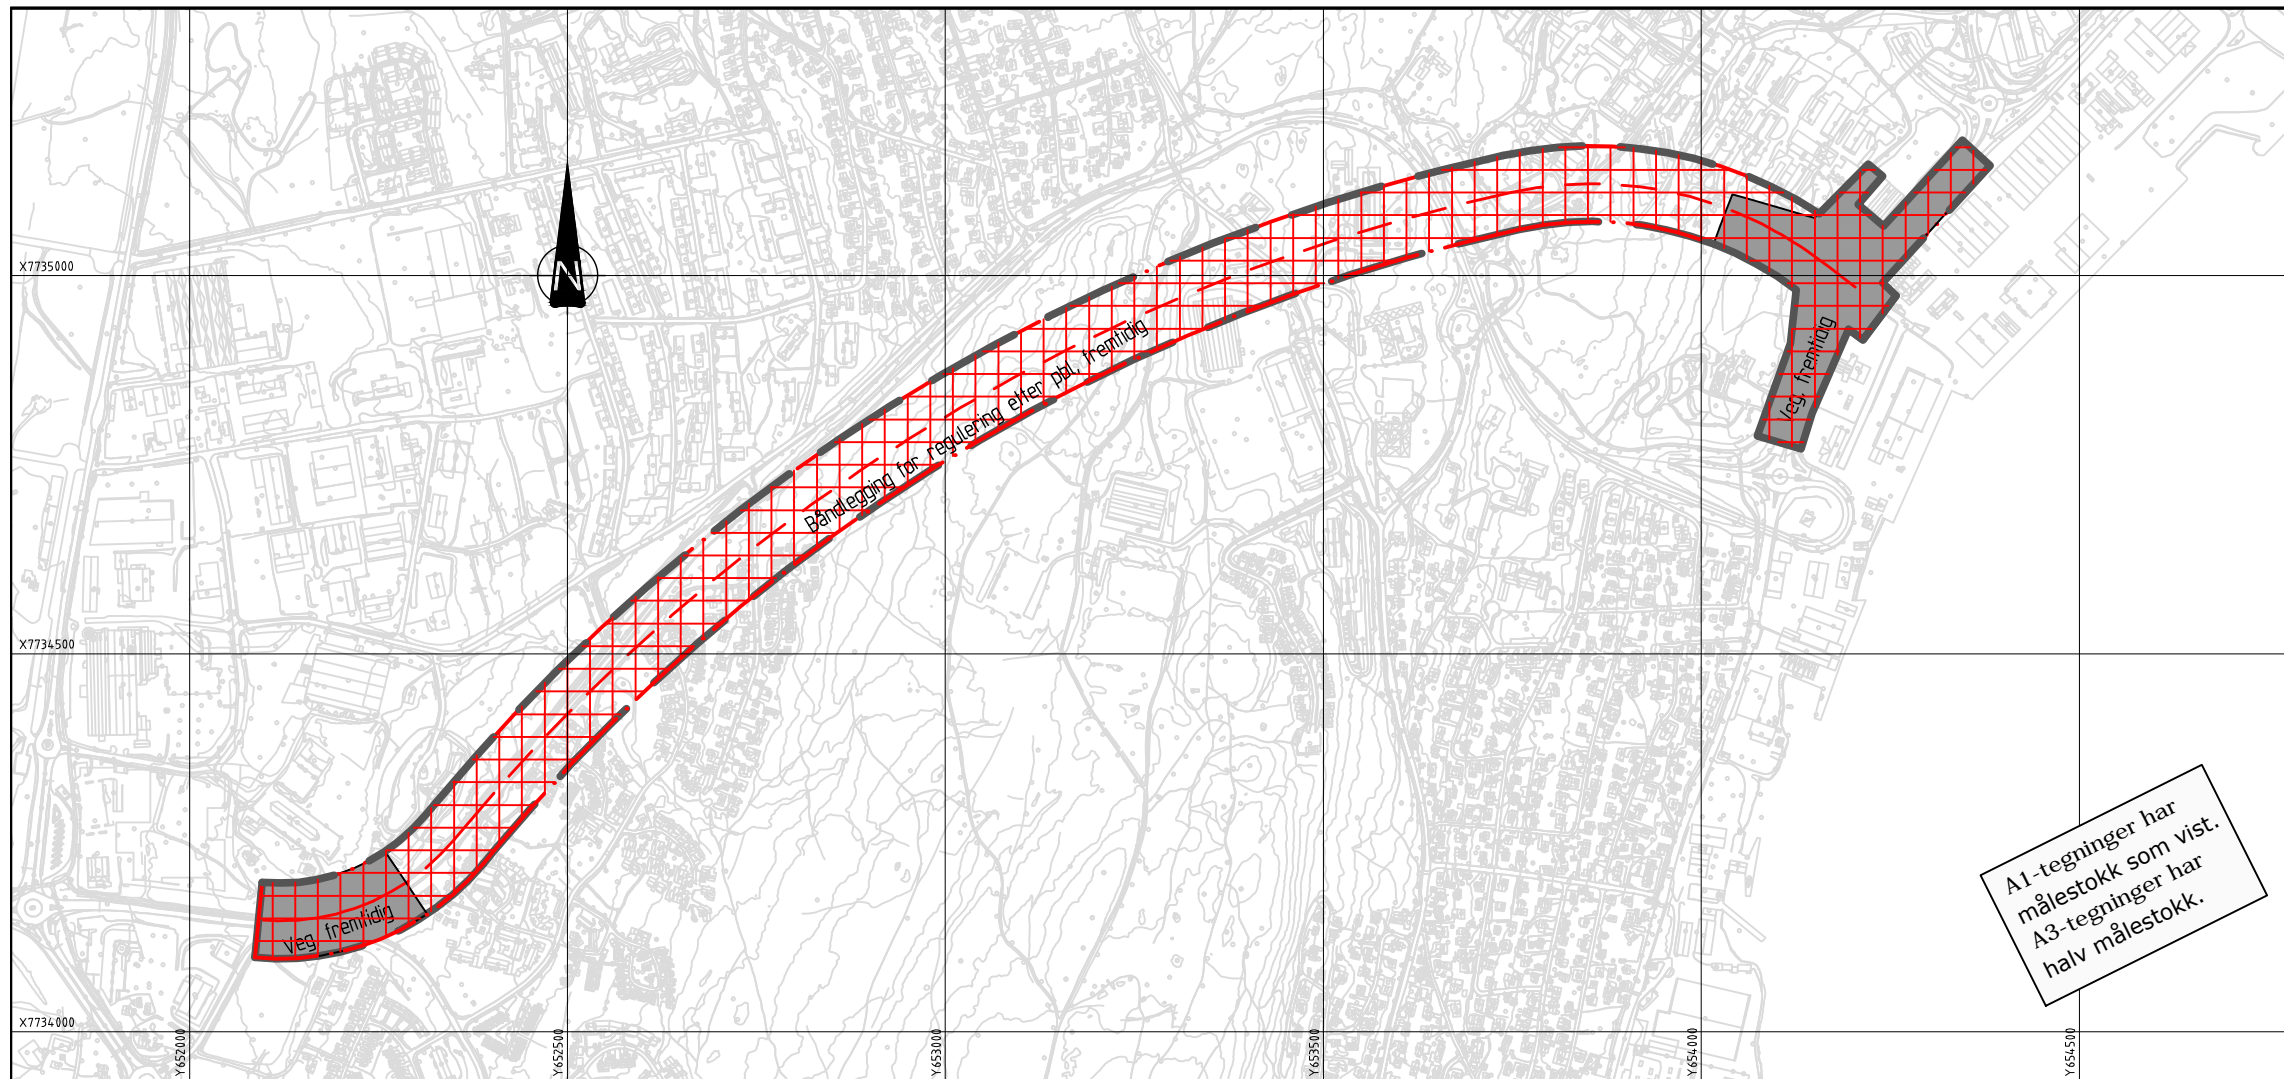 N
X7735000
X7734500
X7734000
Y652000
Y652500
Y653000
Y653500
Y654000
Y654500
Båndlegging for regulering etter pbl, fremtidig
Veg, fremtidig
Veg, fremtidig
A1-tegninger har
målestokk som vist.
A3-tegninger har
halv målestokk.